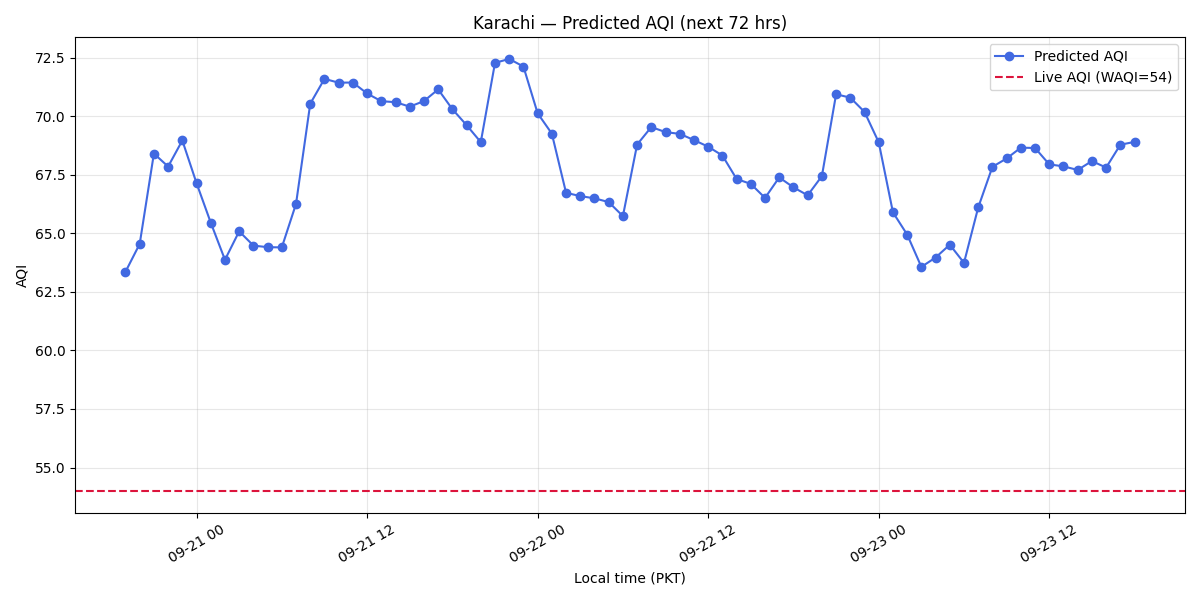 Karachi — Predicted AQI (next 72 hrs)
Predicted AQI
Live AQI (WAQI=54)
AQI
72.5
70.0
67.5
65.0
62.5
60.0
57.5
55.0
09-21 00
09-21 12
09-22 00
09-22 12
09-23 00
09-23 12
Local time (PKT)